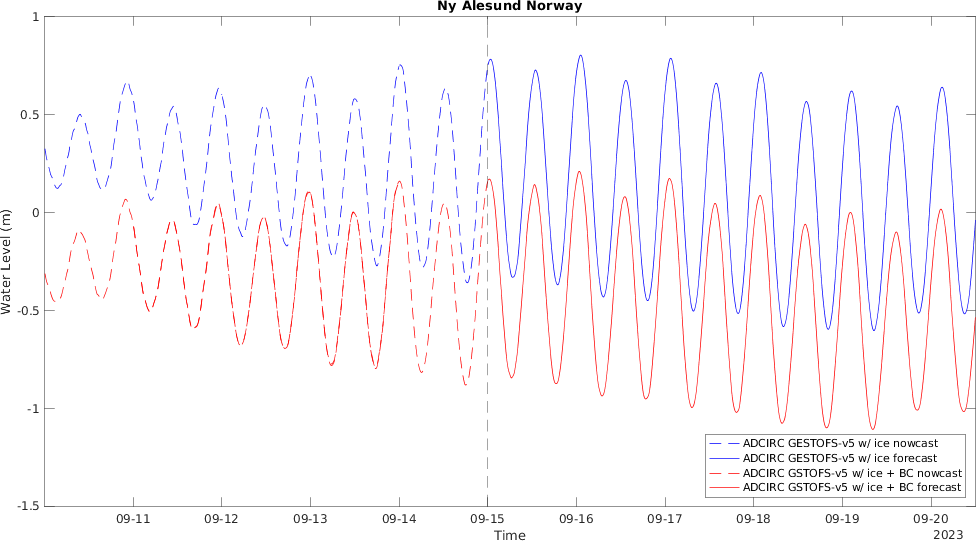 Ny Alesund Norway
Water Level (m)
1
0.5
0
-0.5
-1
-1.5
ADCIRC GESTOFS-v5 w/ ice nowcast
ADCIRC GESTOFS-v5 w/ ice forecast
ADCIRC GSTOFS-v5 w/ ice + BC nowcast
ADCIRC GSTOFS-v5 w/ ice + BC forecast
09-11 09-12 09-13 09-14 09-15 09-16 09-17 09-18 09-19 09-20
Time
2023